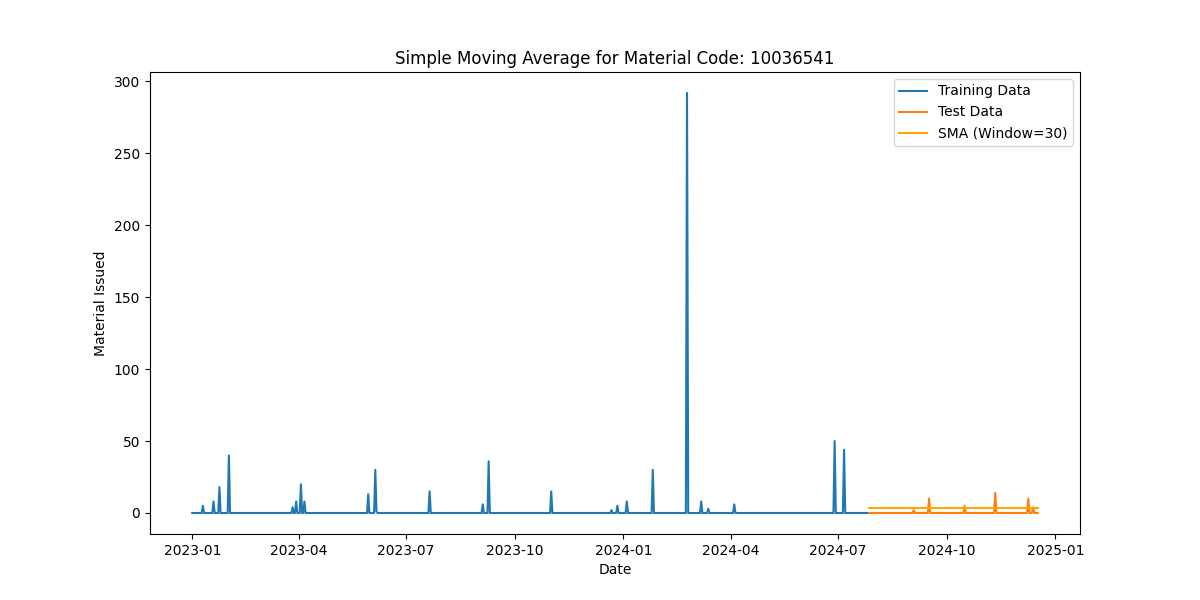 Simple Moving Average for Material Code: 10036541
Training Data
Test Data
SMA (Window=30)
Material Issued
300
250
200
150
100
50
0
2023-01
2023-04
2023-07
2023-10
2024-01
2024-04
2024-07
2024-10
2025-01
Date